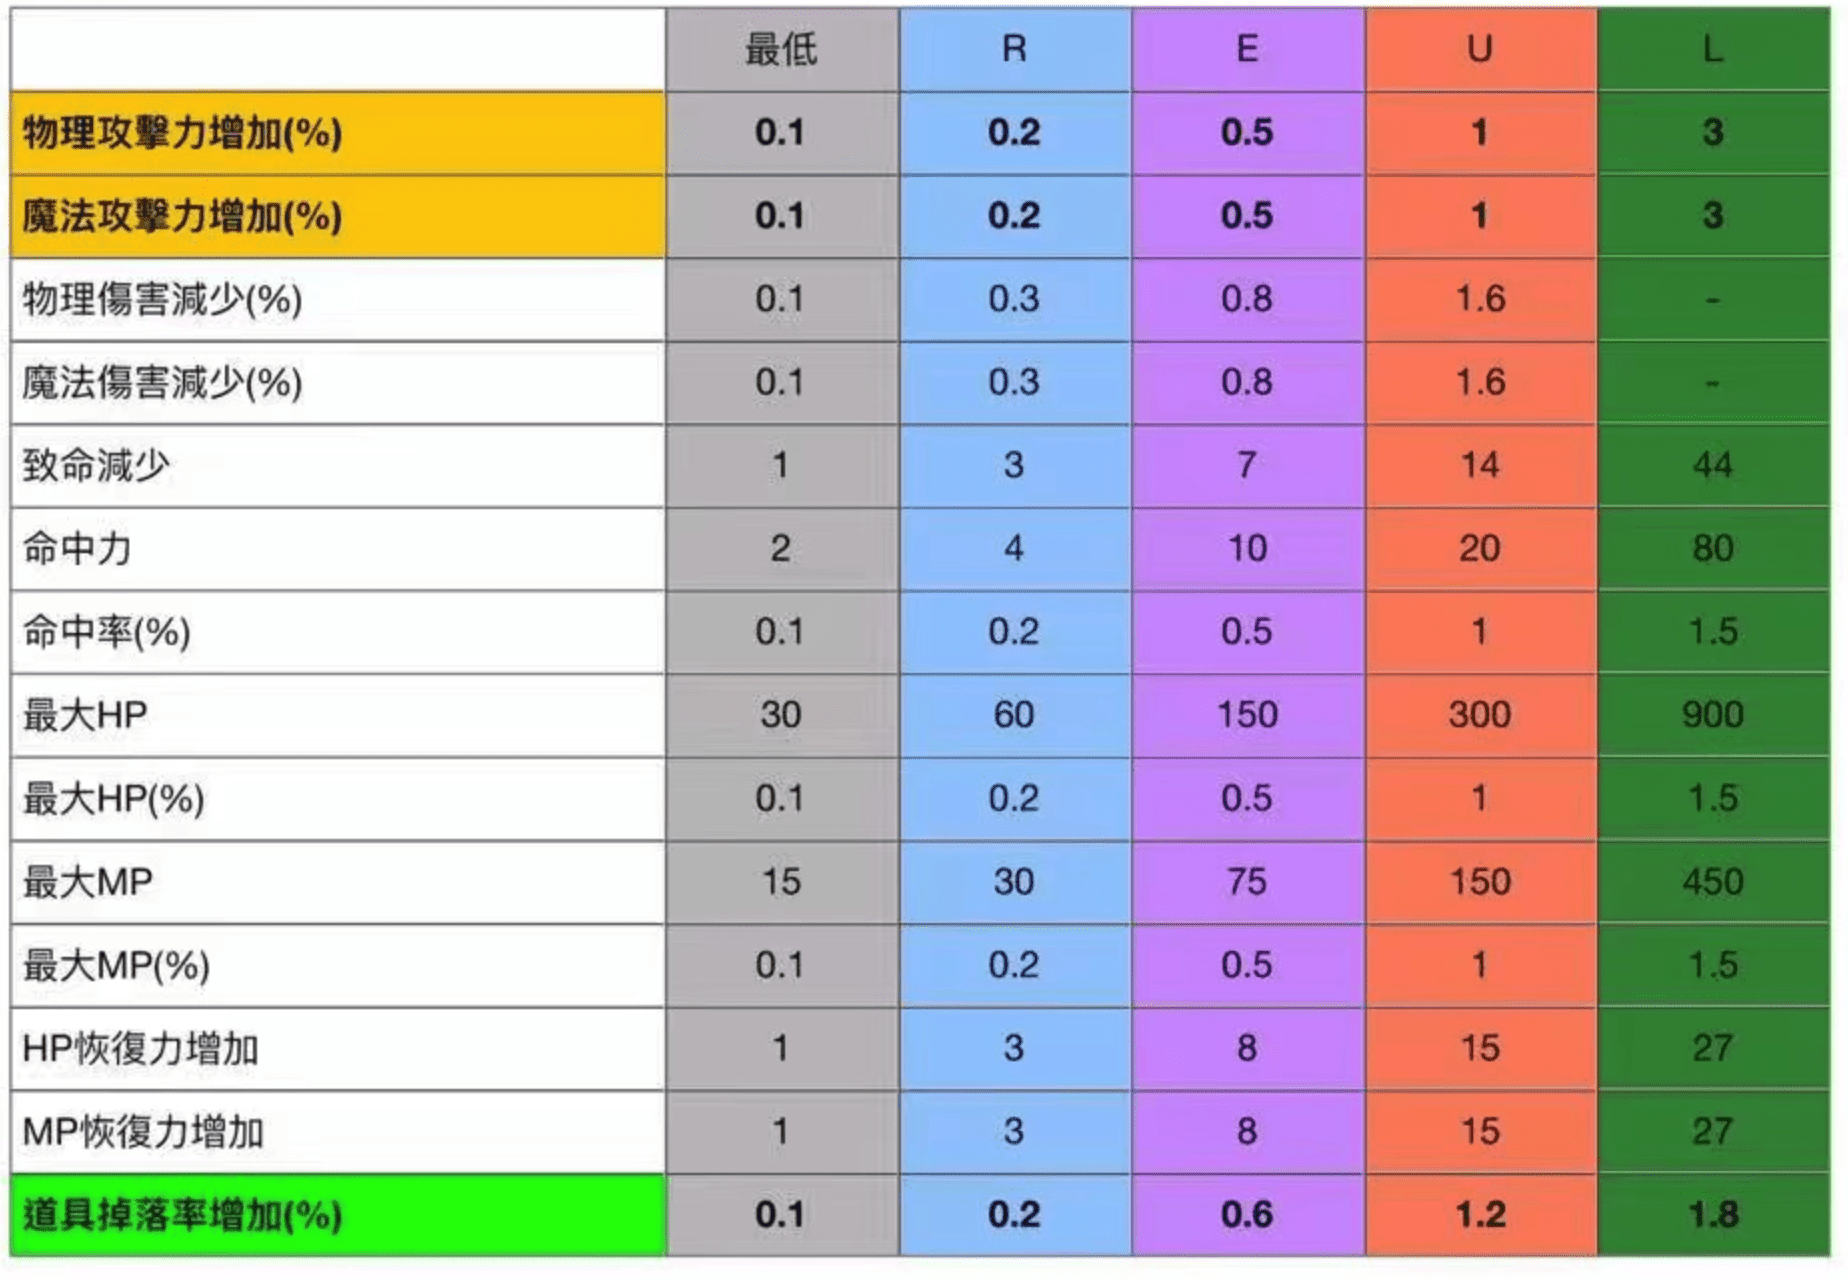 最低 R E U L
物理攻擊力增加(%) 0.1 0.2 0.5 1 3
魔法攻擊力增加(%) 0.1 0.2 0.5 1 3
物理傷害減少(%) 0.1 0.3 0.8 1.6 -
魔法傷害減少(%) 0.1 0.3 0.8 1.6 -
致命減少 1 3 7 14 44
命中力 2 4 10 20 80
命中率(%) 0.1 0.2 0.5 1 1.5
最大HP 30 60 150 300 900
最大HP(%) 0.1 0.2 0.5 1 1.5
最大MP 15 30 75 150 450
最大MP(%) 0.1 0.2 0.5 1 1.5
HP恢復力增加 1 3 8 15 27
MP恢復力增加 1 3 8 15 27
道具掉落率增加(%) 0.1 0.2 0.6 1.2 1.8